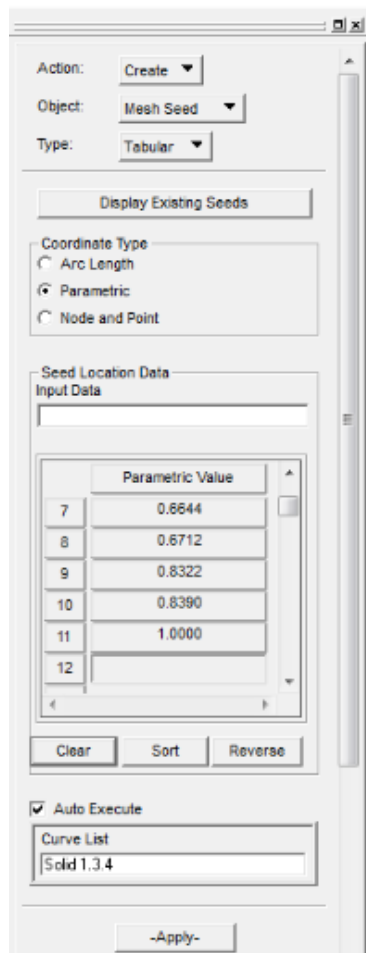 Action: Create
Object: Mesh Seed
Type: Tabular
Display Existing Seeds
Coordinate Type
Arc Length
Parametric
Node and Point
Seed Location Data
Input Data
Parametric Value
7 0.6644
8 0.6712
9 0.8322
10 0.8390
11 1.0000
12
Clear Sort Reverse
Auto Execute
Curve List
Solid 1.3.4
-Apply-